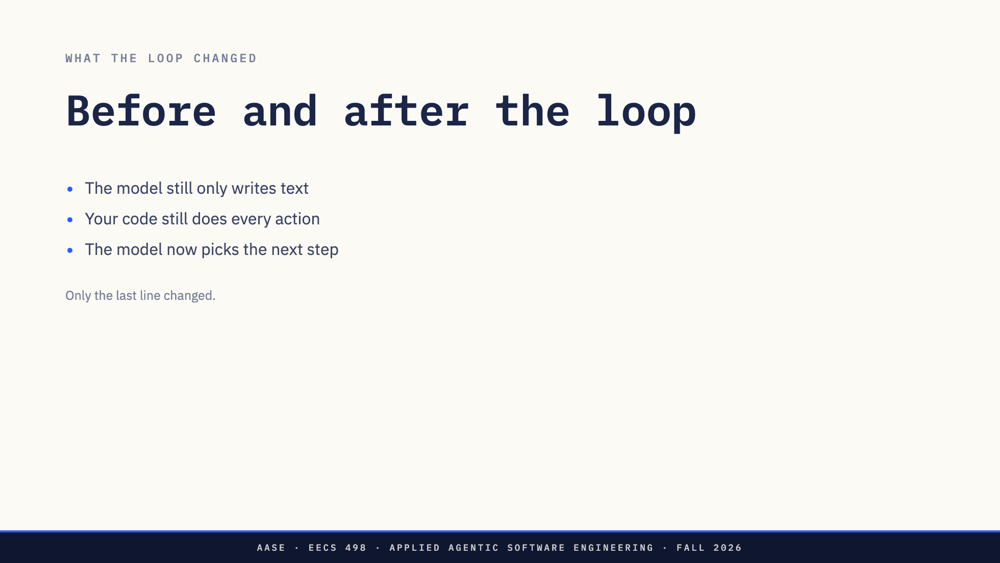 WHAT THE LOOP CHANGED
Before and after the loop
• The model still only writes text
• Your code still does every action
• The model now picks the next step
Only the last line changed.
AASE · EECS 498 · APPLIED AGENTIC SOFTWARE ENGINEERING · FALL 2026